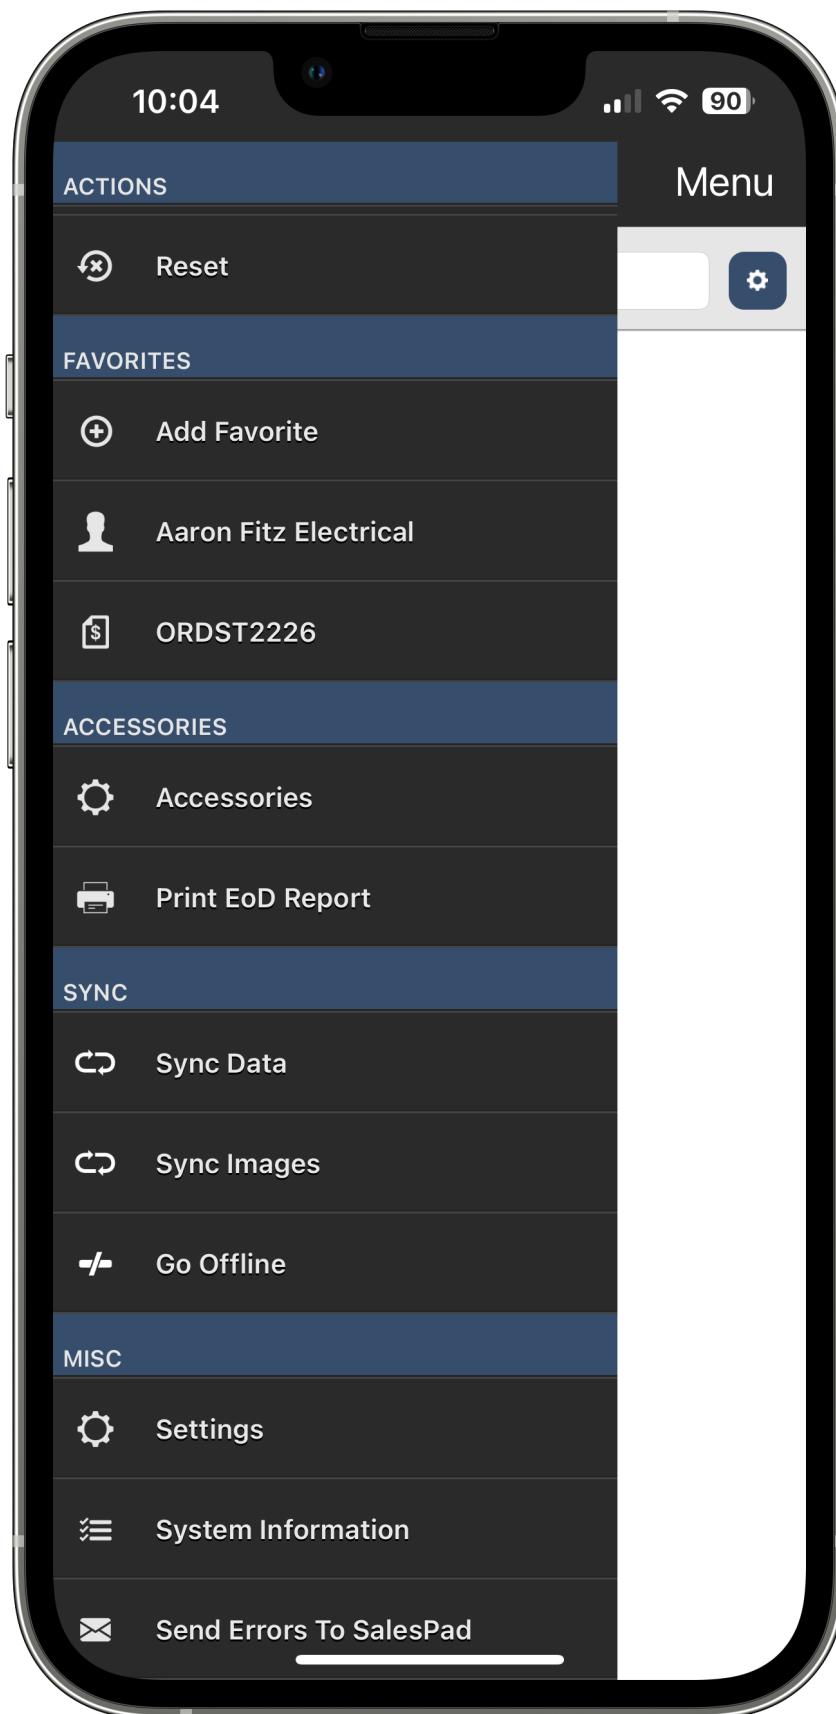 10:04
90
Menu
ACTIONS
Reset
FAVORITES
Add Favorite
Aaron Fitz Electrical
ORDST2226
ACCESSORIES
Accessories
Print EoD Report
SYNC
Sync Data
Sync Images
Go Offline
MISC
Settings
System Information
Send Errors To SalesPad